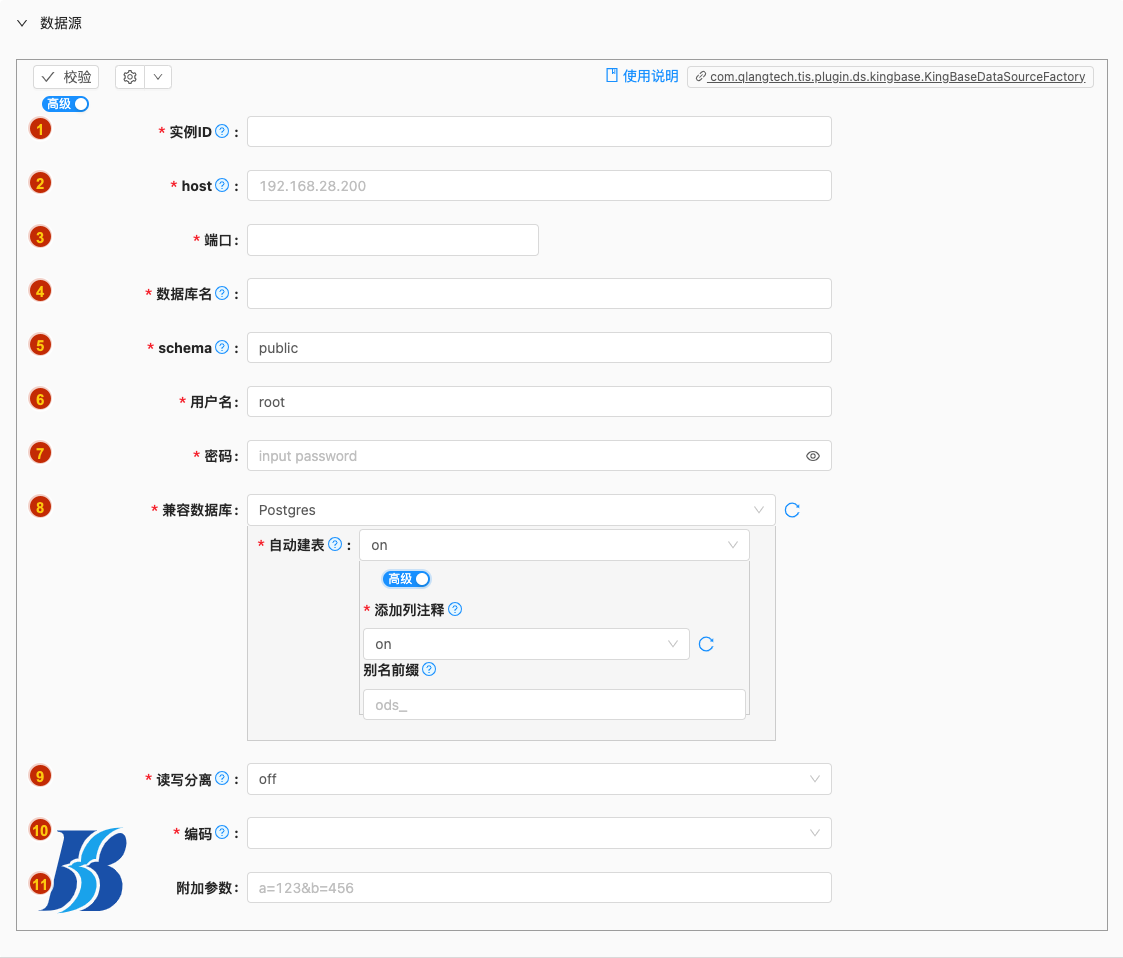 数据源
校验
使用说明 com.qlangtech.tis.plugin.ds.kingbase.KingBaseDataSourceFactory
高级
1 * 实例ID :
2 * host : 192.168.28.200
3 * 端口 :
4 * 数据库名 :
5 * schema : public
6 * 用户名 : root
7 * 密码 : input password
8 * 兼容数据库 : Postgres
* 自动建表 : on
高级
* 添加列注释
on
别名前缀
ods_
9 * 读写分离 : off
10 * 编码 :
11 附加参数 : a=123&b=456